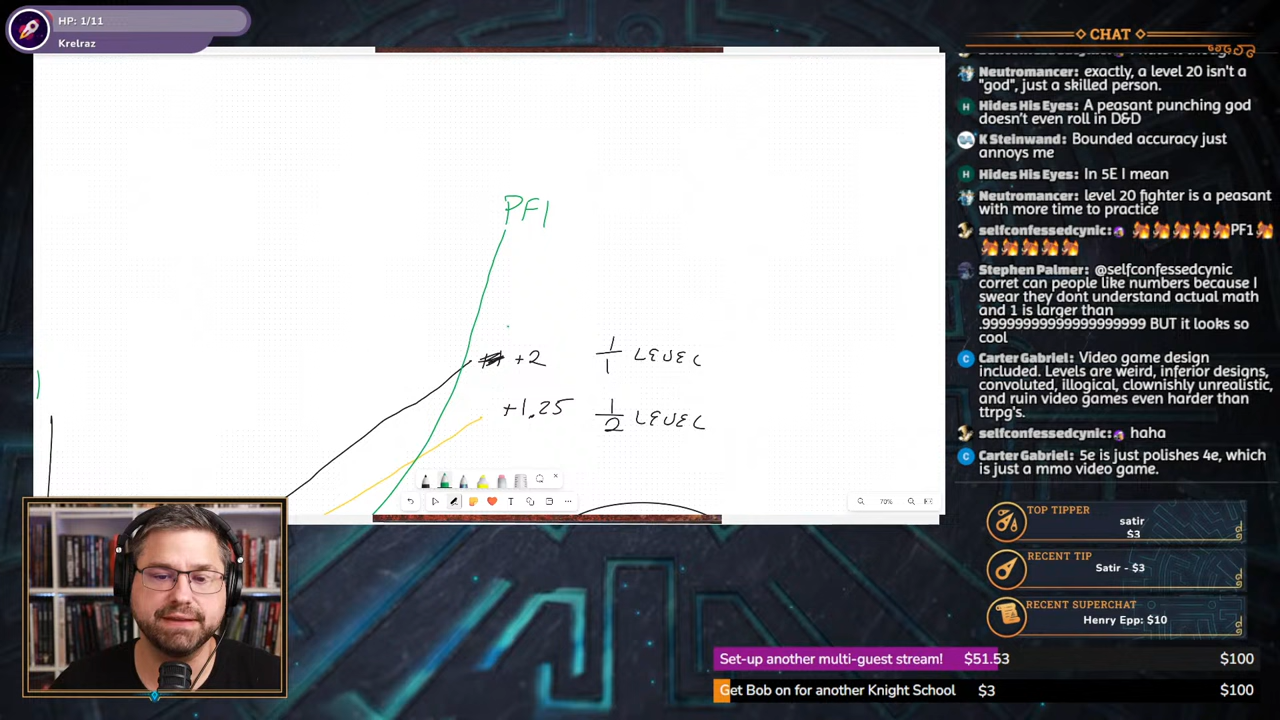 HP: 1/11
Krelraz
PF1
+2
1/1 LEVEL
+1.25
1/2 LEVEL
T
70%
CHAT
Neutromancer: exactly, a level 20 isn't a
"god", just a skilled person.
H Hides His Eyes: A peasant punching god
doesn't even roll in D&D
K Steinwand: Bounded accuracy just
annoys me
H Hides His Eyes: In 5E I mean
Neutromancer: level 20 fighter is a peasant
with more time to practice
selfconfessedcynic: PF1
Stephen Palmer: @selfconfessedcynic
corret can people like numbers because I
swear they dont understand actual math
and 1 is larger than
.99999999999999999999 BUT it looks so
cool
C Carter Gabriel: Video game design
included. Levels are weird, inferior designs,
convoluted, illogical, clownishly unrealistic,
and ruin video games even harder than
ttrpg's.
selfconfessedcynic: haha
C Carter Gabriel: 5e is just polishes 4e, which
is just a mmo video game.
TOP TIPPER
satir
$3
RECENT TIP
Satir - $3
RECENT SUPERCHAT
Henry Epp: $10
Set-up another multi-guest stream! $51.53 $100
Get Bob on for another Knight School $3 $100